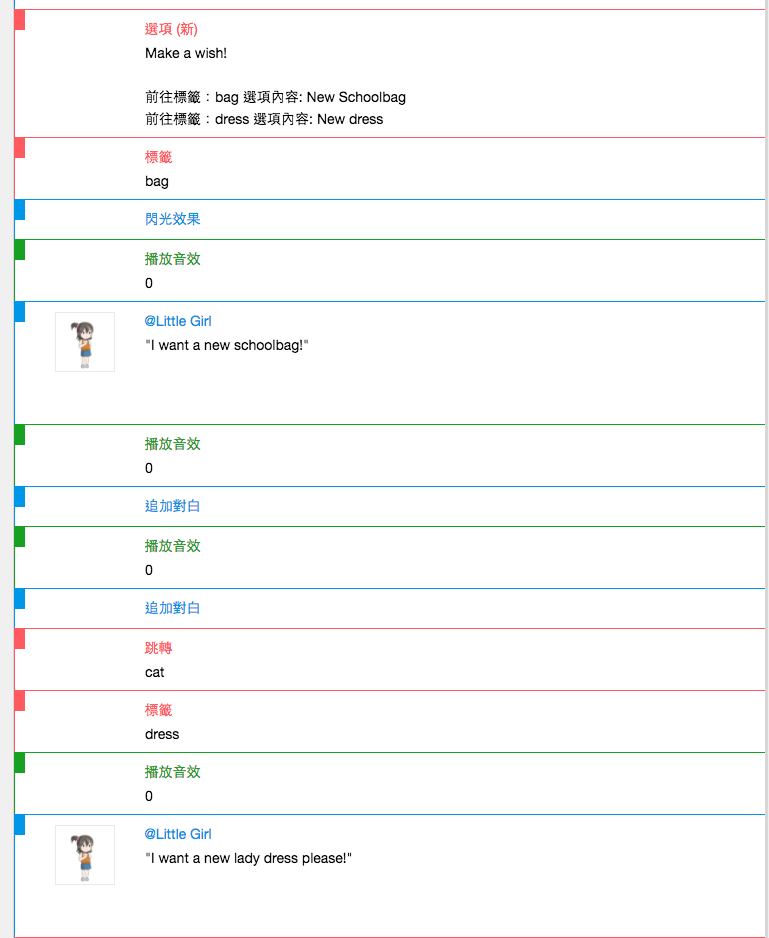 選項 (新)
Make a wish!
前往標籤：bag 選項內容: New Schoolbag
前往標籤：dress 選項內容: New dress
標籤
bag
閃光效果
播放音效
0
@Little Girl
"I want a new schoolbag!"
播放音效
0
追加對白
播放音效
0
追加對白
跳轉
cat
標籤
dress
播放音效
0
@Little Girl
"I want a new lady dress please!"